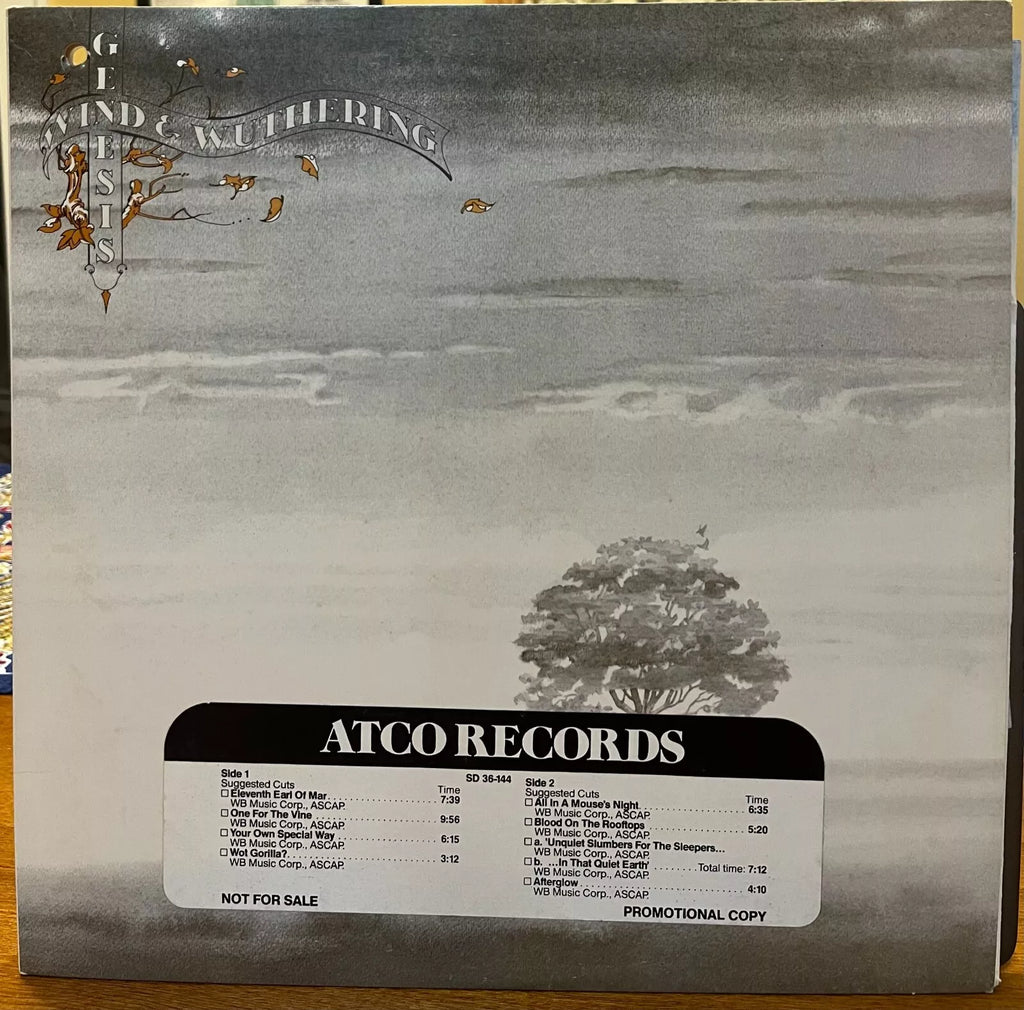 GENESIS
WIND & WUTHERING
ATCO RECORDS
SD 36-144
Side 1
Suggested Cuts Time
Eleventh Earl Of Mar 7:39
WB Music Corp., ASCAP.
One For The Vine 9:56
WB Music Corp., ASCAP.
Your Own Special Way 6:15
WB Music Corp., ASCAP.
Wot Gorilla? 3:12
WB Music Corp., ASCAP.
NOT FOR SALE
Side 2
Suggested Cuts Time
All In A Mouse's Night 6:35
WB Music Corp., ASCAP.
Blood On The Rooftops 5:20
WB Music Corp., ASCAP.
a. 'Unquiet Slumbers For The Sleepers...
WB Music Corp., ASCAP.
b. ...In That Quiet Earth' Total time: 7:12
WB Music Corp., ASCAP.
Afterglow 4:10
WB Music Corp., ASCAP.
PROMOTIONAL COPY